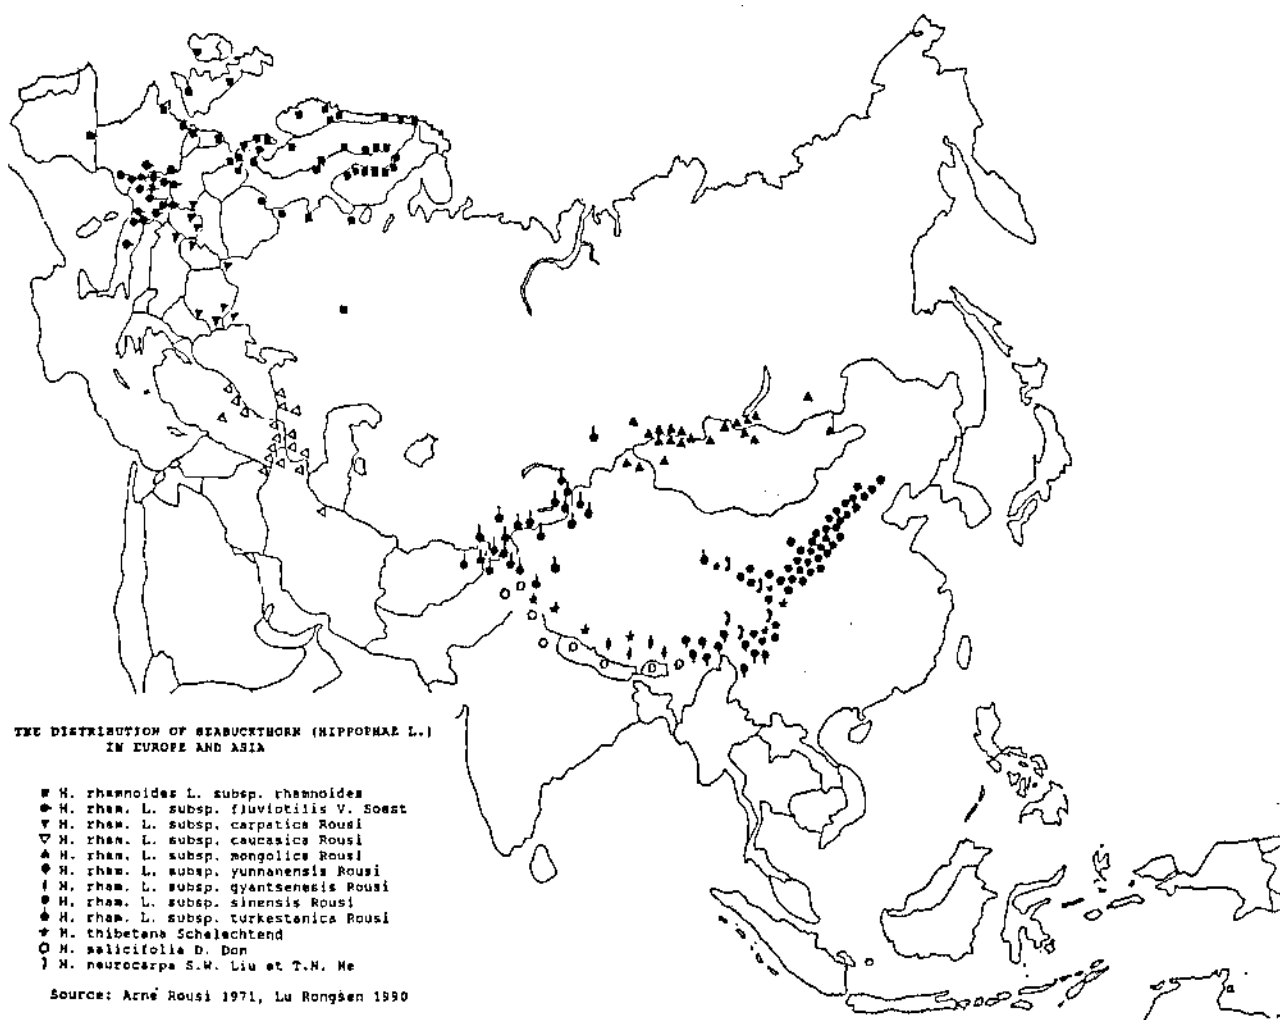 THE DISTRIBUTION OF SEABUCKTHORN (HIPPOPHAE L.)
IN EUROPE AND ASIA
H. rhamnoides L. subsp. rhamnoides
H. rham. L. subsp. fluviotilis V. Soest
H. rham. L. subsp. carpatica Rousi
H. rham. L. subsp. caucasica Rousi
H. rham. L. subsp. mongolica Rousi
H. rham. L. subsp. yunnanensis Rousi
H. rham. L. subsp. gyantsenesis Rousi
H. rham. L. subsp. sinensis Rousi
H. rham. L. subsp. turkestanica Rousi
H. thibetana Schelechtend
H. salicifolia D. Don
H. neurocarpa S.W. Liu et T.N. He
Source: Arne Rousi 1971, Lu Rongsen 1990